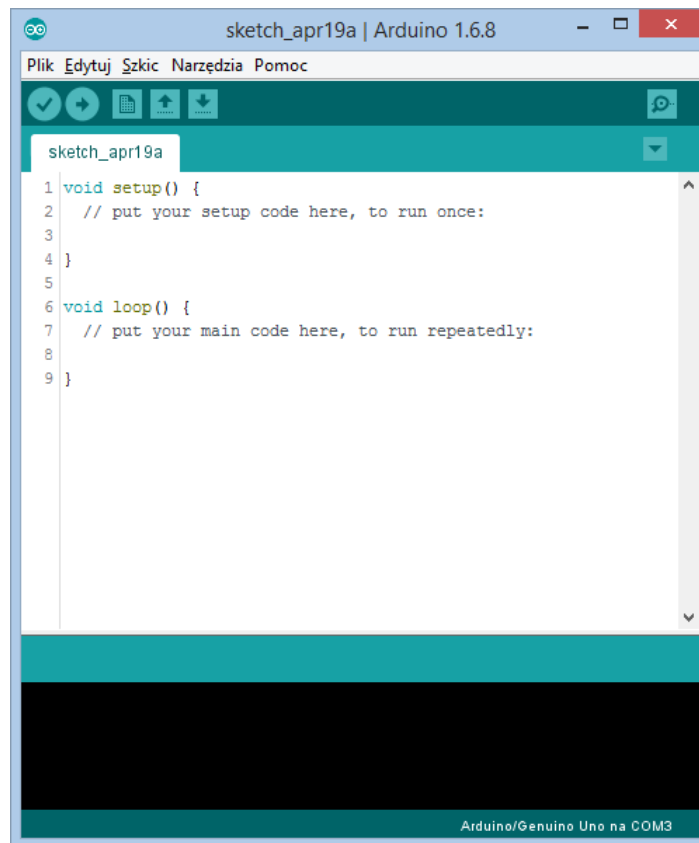 sketch_apr19a | Arduino 1.6.8
Plik Edytuj Szkic Narzędzia Pomoc
sketch_apr19a
1 void setup() {
2   // put your setup code here, to run once:
3
4 }
5
6 void loop() {
7   // put your main code here, to run repeatedly:
8
9 }
Arduino/Genuino Uno na COM3